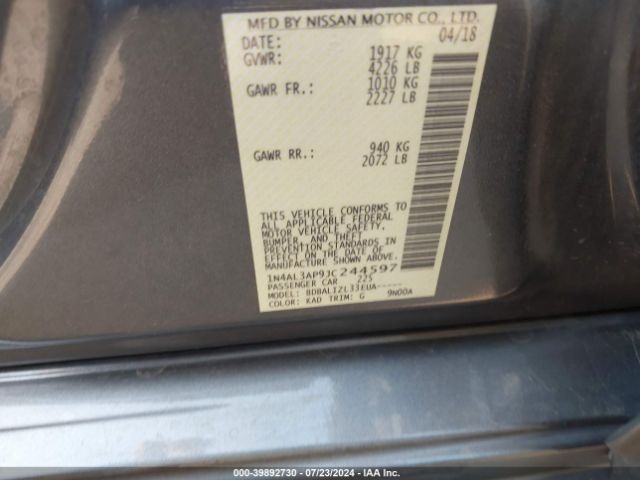 MFD BY NISSAN MOTOR CO., LTD.
DATE: 04/18
GVWR: 1917 KG
4226 LB
GAWR FR.: 1010 KG
2227 LB
GAWR RR.: 940 KG
2072 LB
THIS VEHICLE CONFORMS TO
ALL APPLICABLE FEDERAL
MOTOR VEHICLE SAFETY,
BUMPER, AND THEFT
PREVENTION STANDARDS IN
EFFECT ON THE DATE OF
MANUFACTURE SHOWN ABOVE.
1N4AL3AP9JC244597
PASSENGER CAR 225
MODEL: BDBALIZL33EUA-----
COLOR: KAD TRIM: G 9N00A
000-39892730 - 07/23/2024 - IAA Inc.